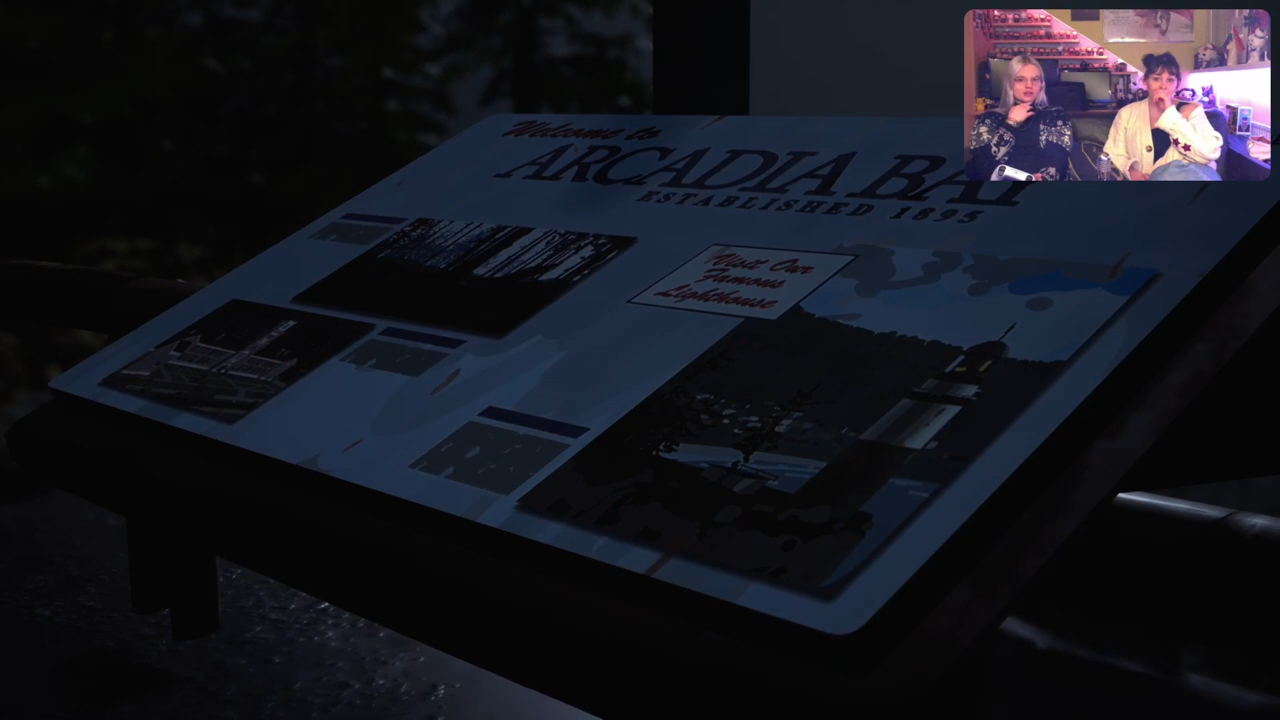 Welcome to
ARCADIA BAY
ESTABLISHED 1895
Visit Our
Famous
Lighthouse